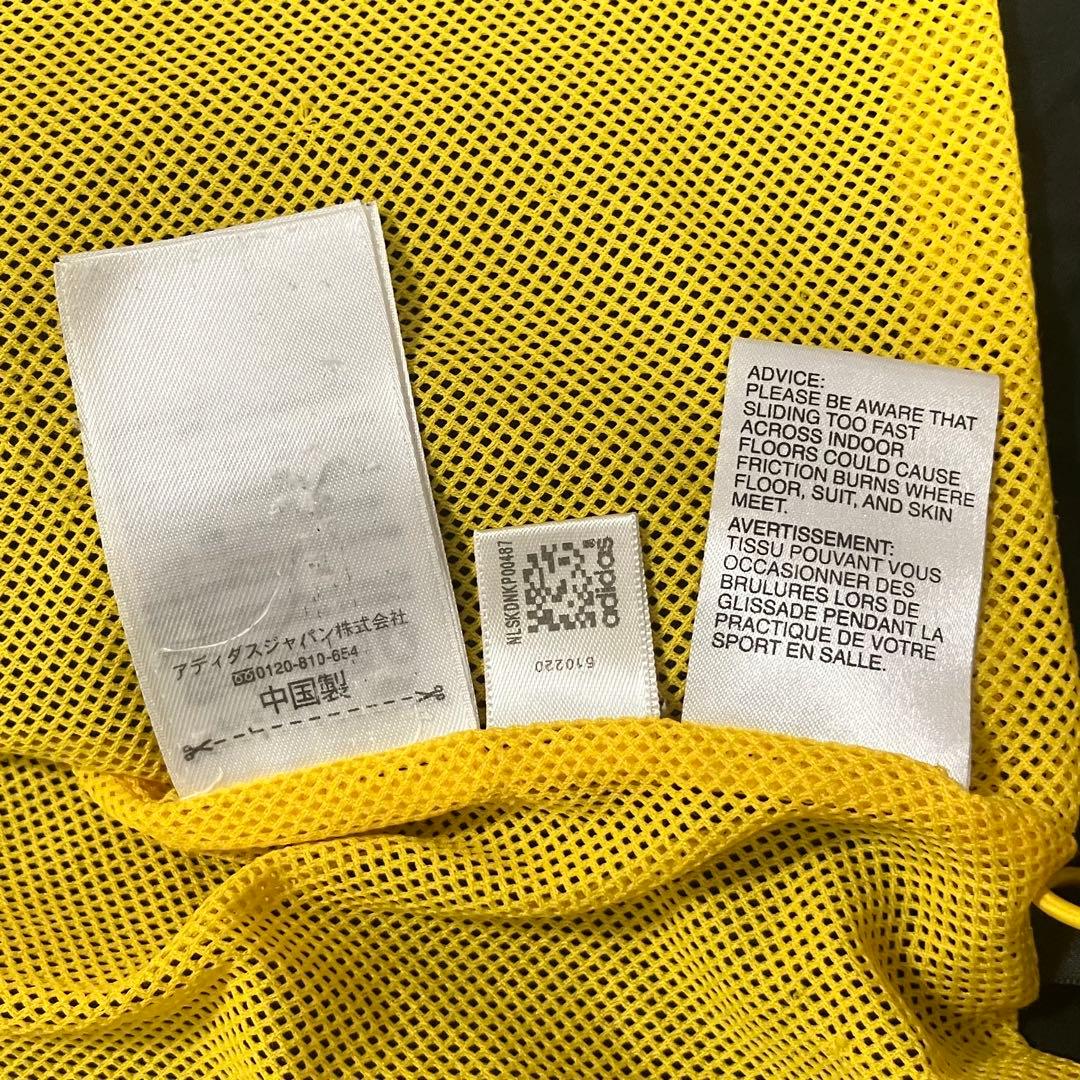 アディダスジャパン株式会社
0120-810-654
中国製
NLSKDNKP00487
adidas
610220
ADVICE:
PLEASE BE AWARE THAT
SLIDING TOO FAST
ACROSS INDOOR
FLOORS COULD CAUSE
FRICTION BURNS WHERE
FLOOR, SUIT, AND SKIN
MEET.
AVERTISSEMENT:
TISSU POUVANT VOUS
OCCASIONNER DES
BRULURES LORS DE
GLISSADE PENDANT LA
PRACTIQUE DE VOTRE
SPORT EN SALLE.